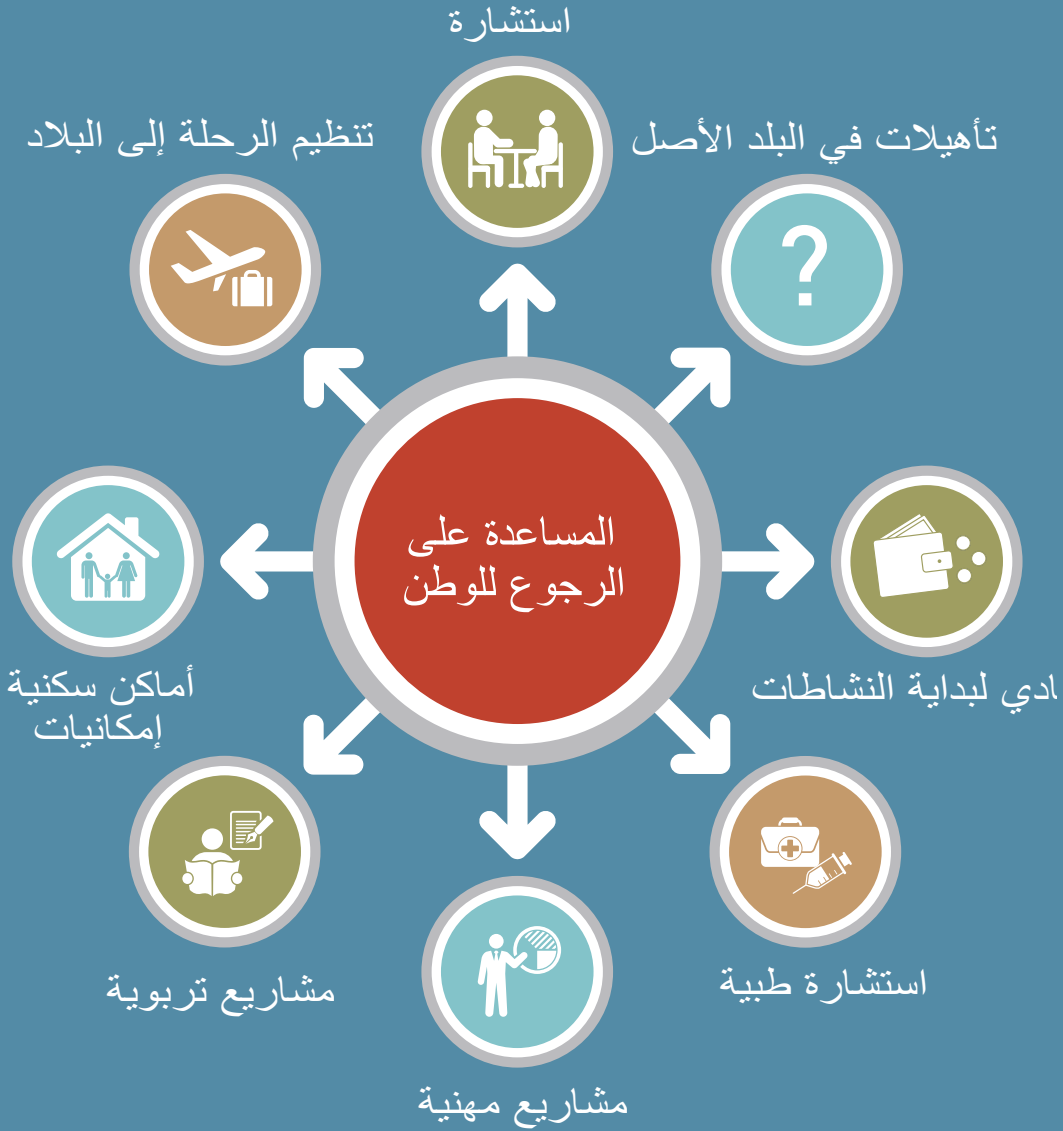 استشارة
تأهيلات في البلد الأصل
تنظيم الرحلة إلى البلاد
المساعدة على
الرجوع للوطن
ادي لبداية النشاطات
أماكن سكنية
إمكانيات
استشارة طبية
مشاريع تربوية
مشاريع مهنية